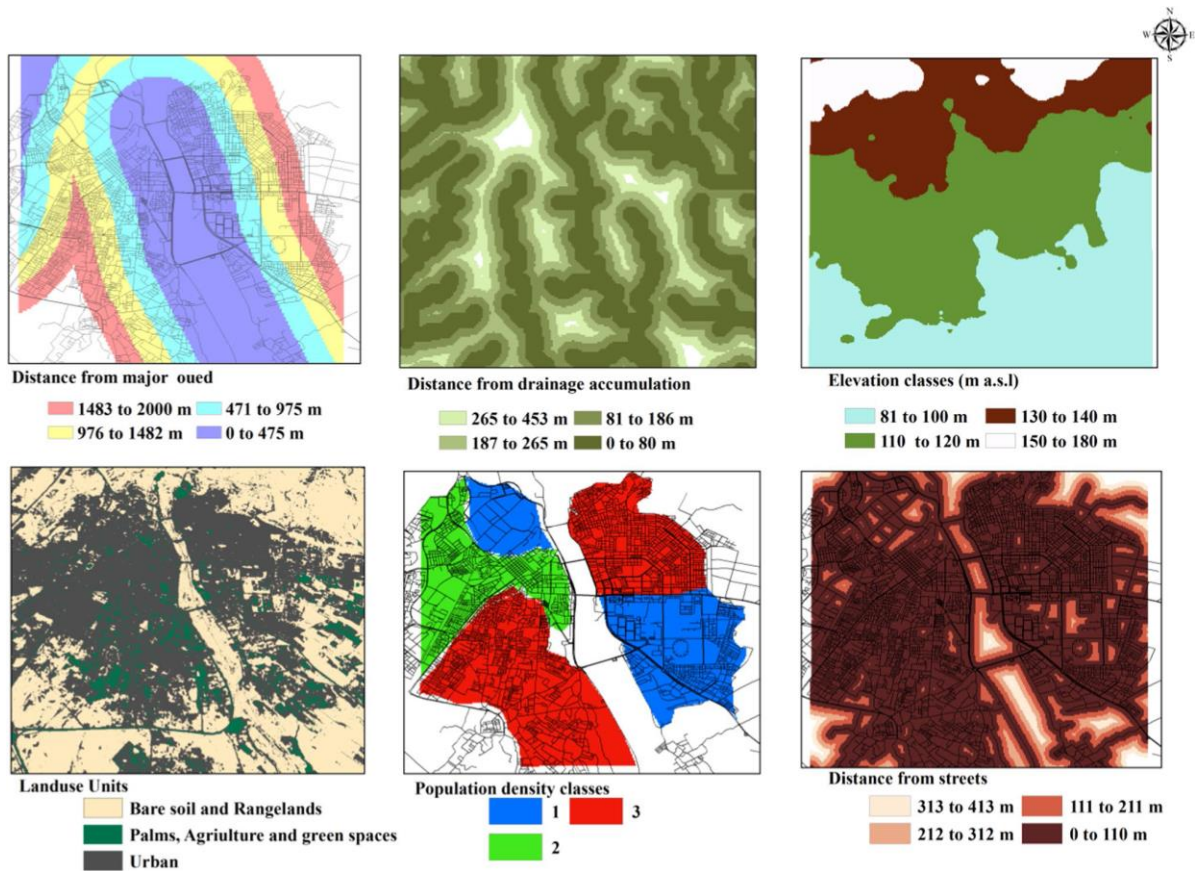 N
W E
S
Distance from major oued
1483 to 2000 m 471 to 975 m
976 to 1482 m 0 to 475 m
Distance from drainage accumulation
265 to 453 m 81 to 186 m
187 to 265 m 0 to 80 m
Elevation classes (m a.s.l)
81 to 100 m 130 to 140 m
110 to 120 m 150 to 180 m
Landuse Units
Bare soil and Rangelands
Palms, Agriulture and green spaces
Urban
Population density classes
1 3
2
Distance from streets
313 to 413 m 111 to 211 m
212 to 312 m 0 to 110 m